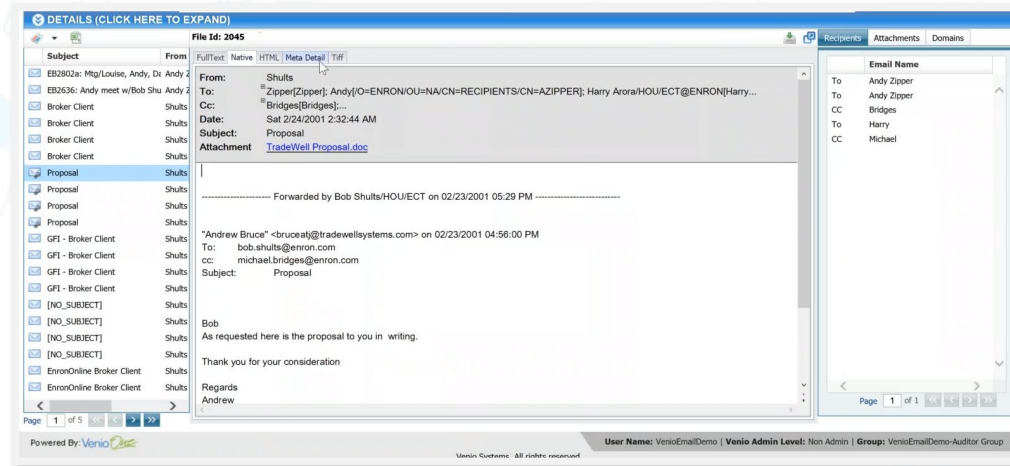 DETAILS (CLICK HERE TO EXPAND)
File Id: 2045
Subject From
EB2802a: Mtg/Louise, Andy, Da Andy Z
EB2636: Andy meet w/Bob Shu Andy Z
Broker Client Shults
Broker Client Shults
Broker Client Shults
Broker Client Shults
Proposal Shults
Proposal Shults
Proposal Shults
Proposal Shults
GFI - Broker Client Shults
GFI - Broker Client Shults
GFI - Broker Client Shults
GFI - Broker Client Shults
[NO_SUBJECT] Shults
[NO_SUBJECT] Shults
[NO_SUBJECT] Shults
[NO_SUBJECT] Shults
EnronOnline Broker Client Shults
EnronOnline Broker Client Shults
Page 1 of 5
FullText Native HTML Meta Detail Tiff
From: Shults
To: Zipper[Zipper]; Andy[/O=ENRON/OU=NA/CN=RECIPIENTS/CN=AZIPPER]; Harry Arora/HOU/ECT@ENRON[Harry...
Cc: Bridges[Bridges];...
Date: Sat 2/24/2001 2:32:44 AM
Subject: Proposal
Attachment TradeWell Proposal.doc
---------------------- Forwarded by Bob Shults/HOU/ECT on 02/23/2001 05:29 PM ---------------------------
"Andrew Bruce" <bruceatj@tradewellsystems.com> on 02/23/2001 04:56:00 PM
To: bob.shults@enron.com
cc: michael.bridges@enron.com
Subject: Proposal
Bob
As requested here is the proposal to you in writing.
Thank you for your consideration
Regards
Andrew
Recipients Attachments Domains
Email Name
To Andy Zipper
To Andy Zipper
CC Bridges
To Harry
CC Michael
Page 1 of 1
Powered By: Venio One
User Name: VenioEmailDemo | Venio Admin Level: Non Admin | Group: VenioEmailDemo-Auditor Group
Venio Systems. All rights reserved